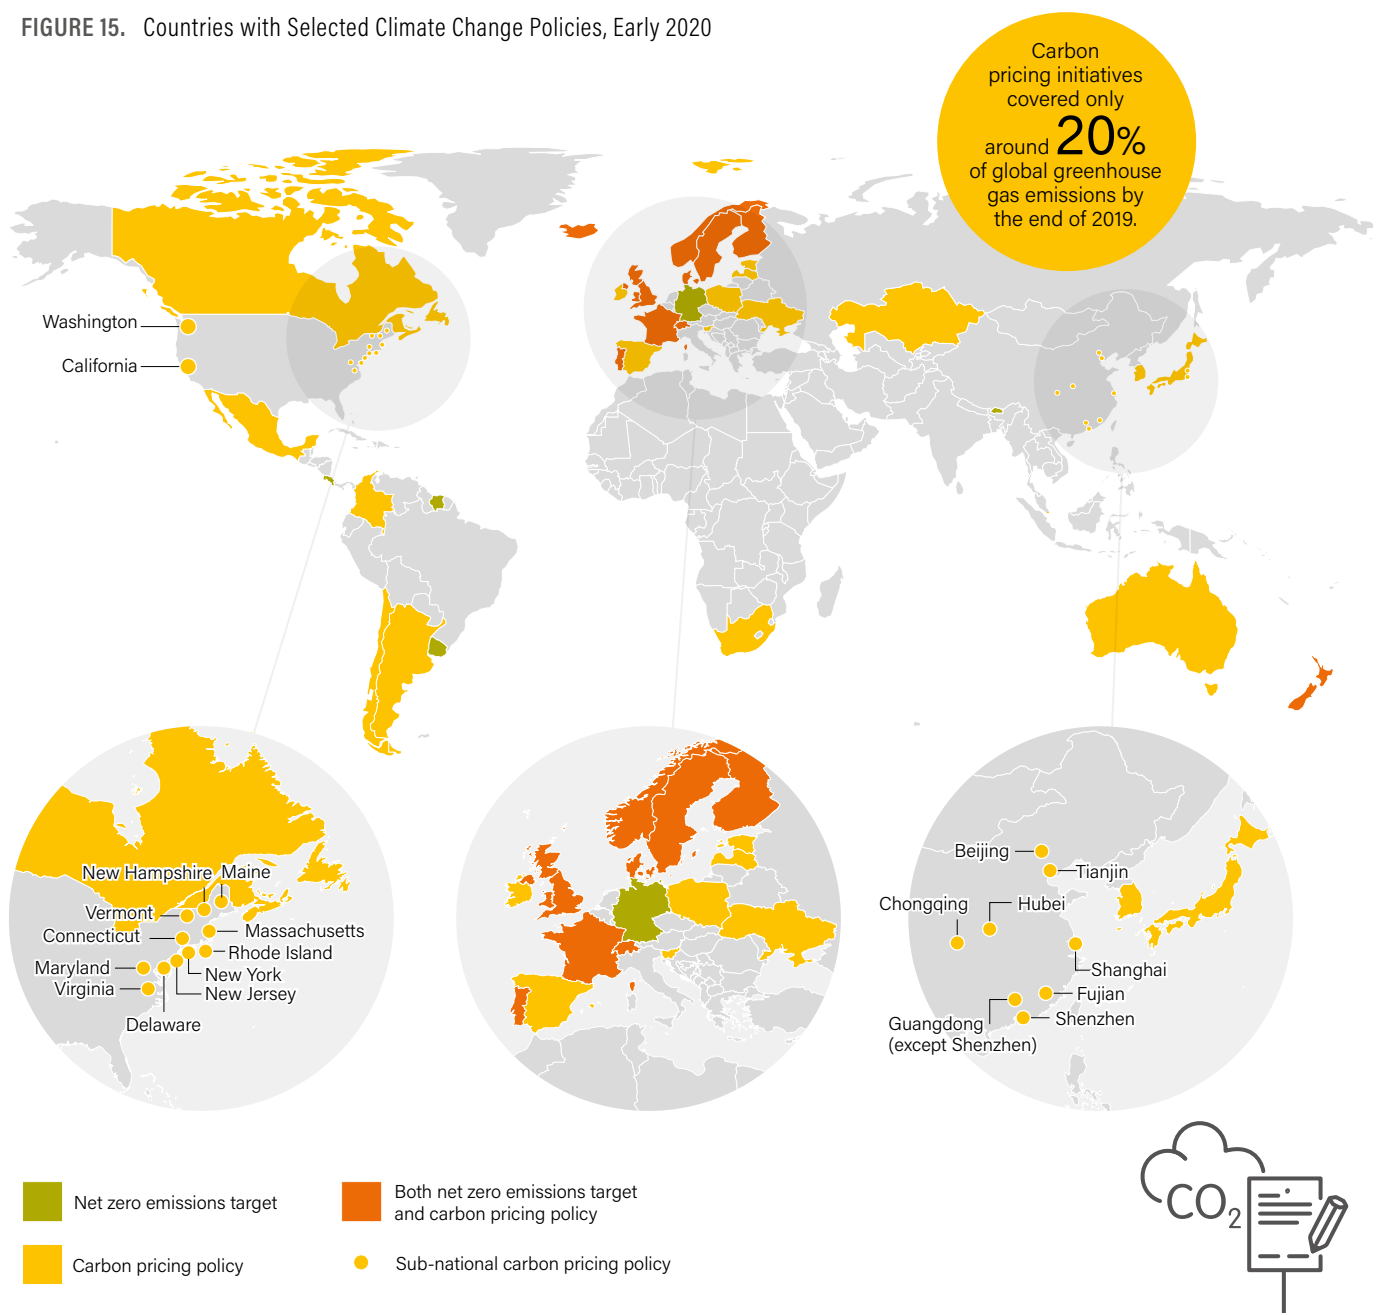 FIGURE 15. Countries with Selected Climate Change Policies, Early 2020
Carbon
pricing initiatives
covered only
around 20%
of global greenhouse
gas emissions by
the end of 2019.
Washington
California
New Hampshire
Maine
Vermont
Massachusetts
Connecticut
Rhode Island
Maryland
New York
Virginia
New Jersey
Delaware
Beijing
Tianjin
Chongqing
Hubei
Shanghai
Fujian
Guangdong
(except Shenzhen)
Shenzhen
Net zero emissions target
Both net zero emissions target
and carbon pricing policy
Carbon pricing policy
Sub-national carbon pricing policy
CO2